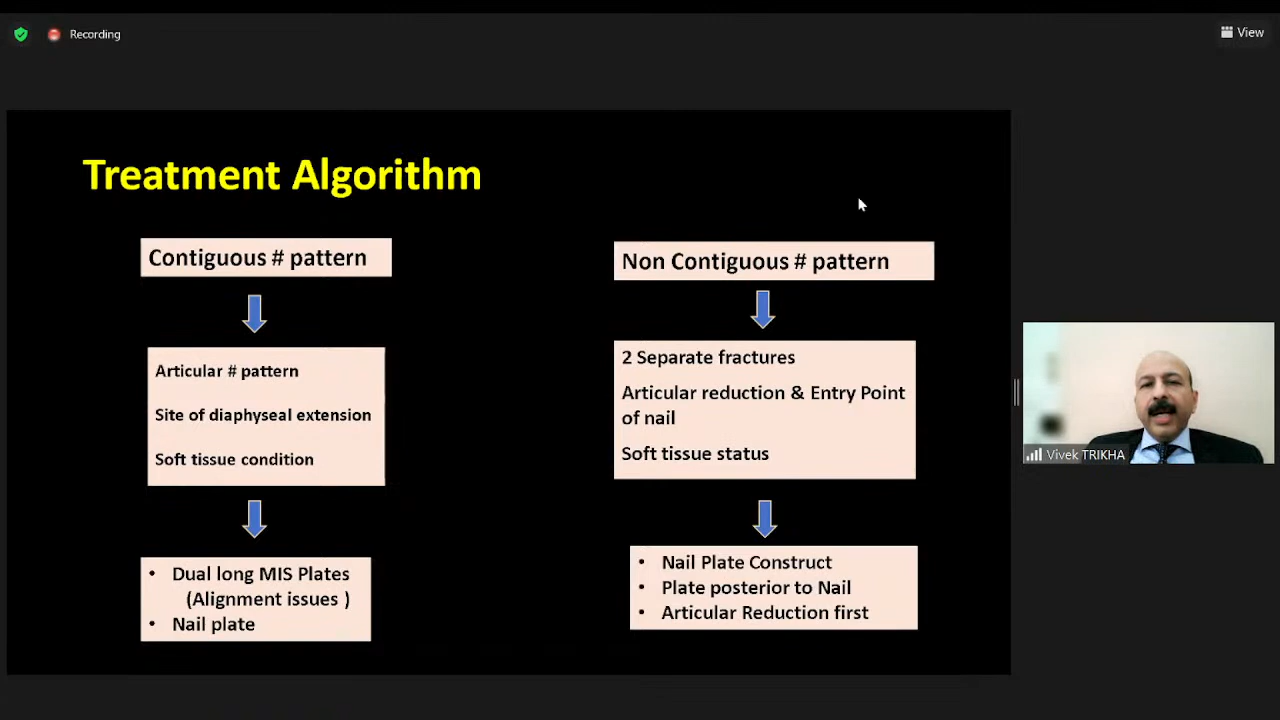 Recording
View
Treatment Algorithm
Contiguous # pattern
Articular # pattern
Site of diaphyseal extension
Soft tissue condition
• Dual long MIS Plates
(Alignment issues )
• Nail plate
Non Contiguous # pattern
2 Separate fractures
Articular reduction & Entry Point
of nail
Soft tissue status
• Nail Plate Construct
• Plate posterior to Nail
• Articular Reduction first
Vivek TRIKHA